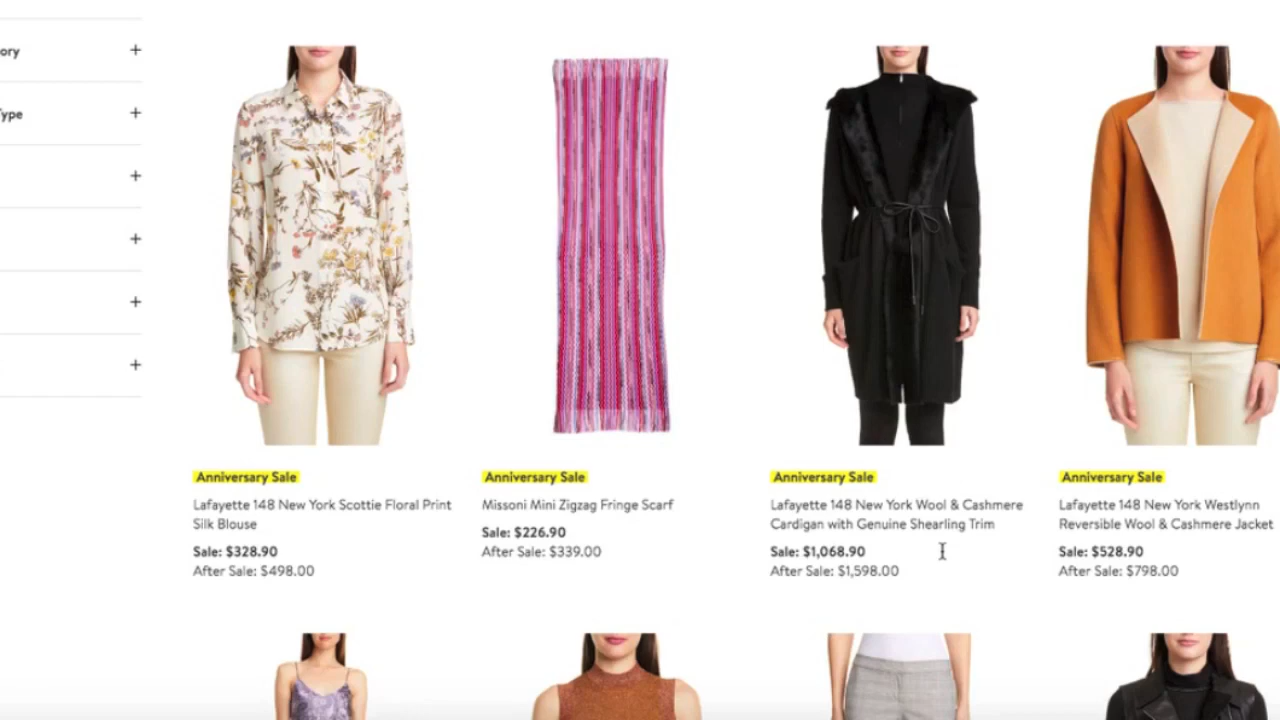 ory +
Type +
+
+
+
+
Anniversary Sale
Lafayette 148 New York Scottie Floral Print
Silk Blouse
Sale: $328.90
After Sale: $498.00
Anniversary Sale
Missoni Mini Zigzag Fringe Scarf
Sale: $226.90
After Sale: $339.00
Anniversary Sale
Lafayette 148 New York Wool & Cashmere
Cardigan with Genuine Shearling Trim
Sale: $1,068.90
After Sale: $1,598.00
Anniversary Sale
Lafayette 148 New York Westlynn
Reversible Wool & Cashmere Jacket
Sale: $528.90
After Sale: $798.00